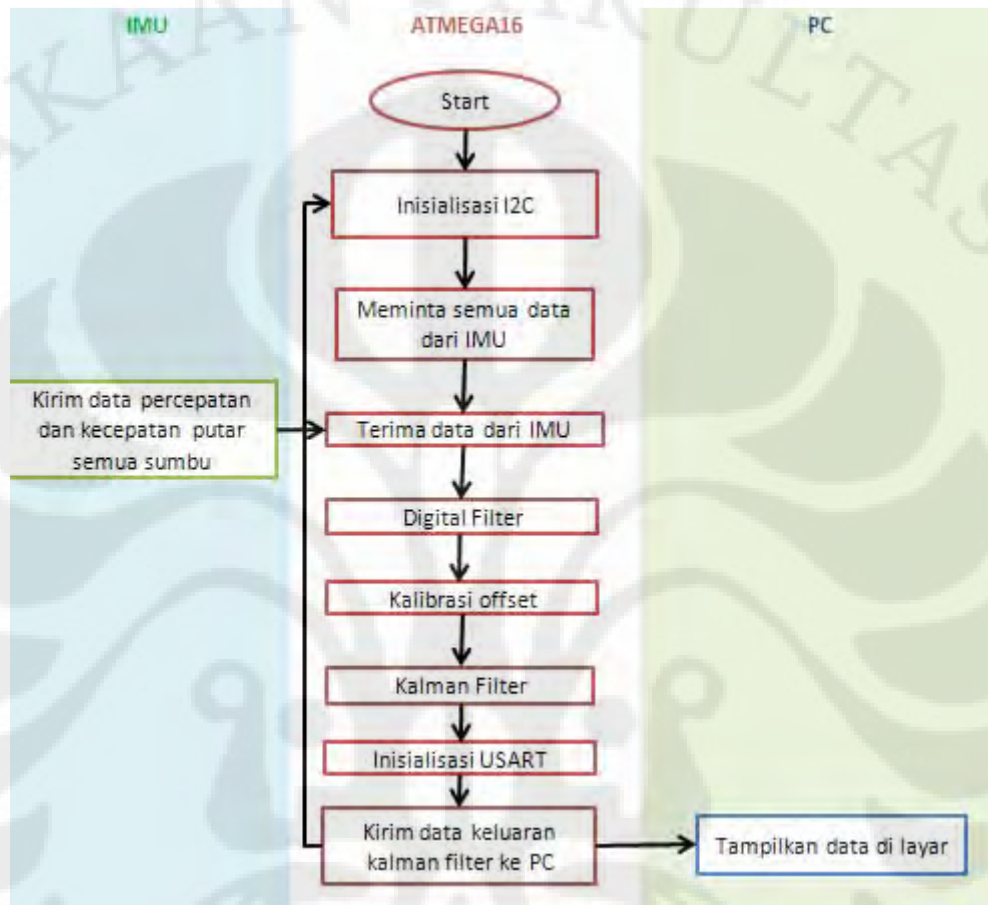 IMU
ATMEGA16
PC
Start
Inisialisasi I2C
Meminta semua data
dari IMU
Kirim data percepatan
dan kecepatan putar
semua sumbu
Terima data dari IMU
Digital Filter
Kalibrasi offset
Kalman Filter
Inisialisasi USART
Kirim data keluaran
kalman filter ke PC
Tampilkan data di layar